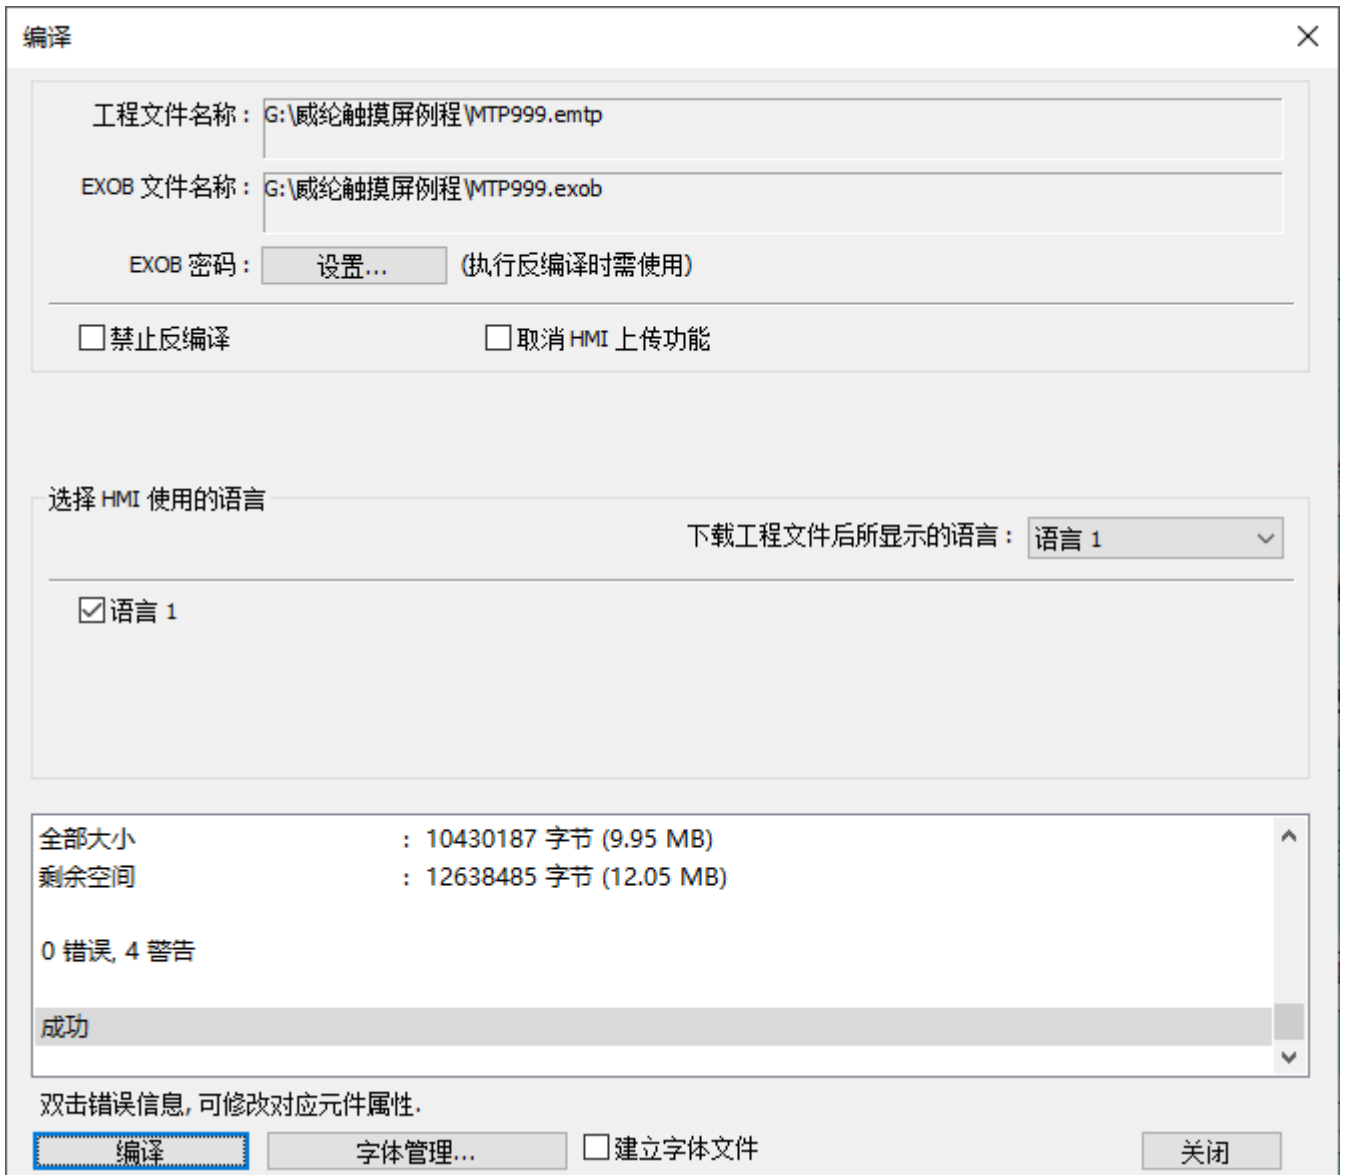 编译
工程文件名称：G:\威纶触摸屏例程\MTP999.emtp
EXOB 文件名称：G:\威纶触摸屏例程\MTP999.exob
EXOB 密码： 设置... (执行反编译时需使用)
禁止反编译 取消 HMI 上传功能
选择 HMI 使用的语言
下载工程文件后所显示的语言： 语言 1
语言 1
全部大小 : 10430187 字节 (9.95 MB)
剩余空间 : 12638485 字节 (12.05 MB)
0 错误, 4 警告
成功
双击错误信息, 可修改对应元件属性.
编译 字体管理... 建立字体文件 关闭